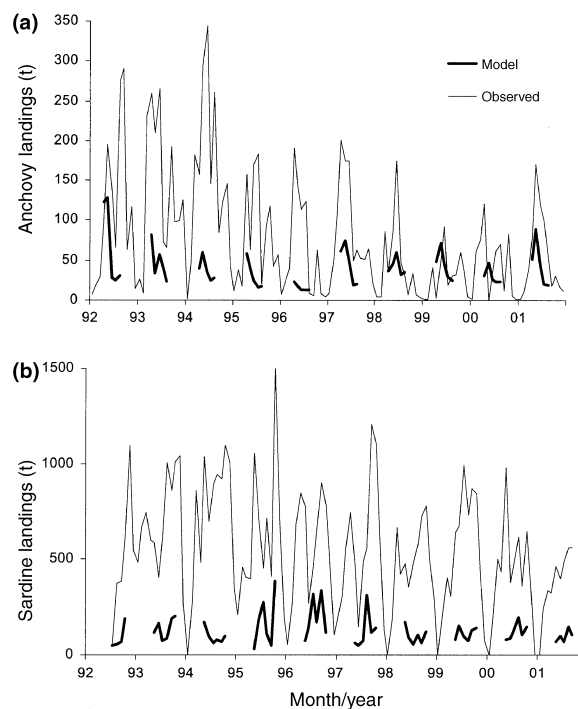 (a)
Anchovy landings (t)
350
300
250
200
150
100
50
0
Model
Observed
92 93 94 95 96 97 98 99 00 01
(b)
Sardine landings (t)
1500
1000
500
0
92 93 94 95 96 97 98 99 00 01
Month/year